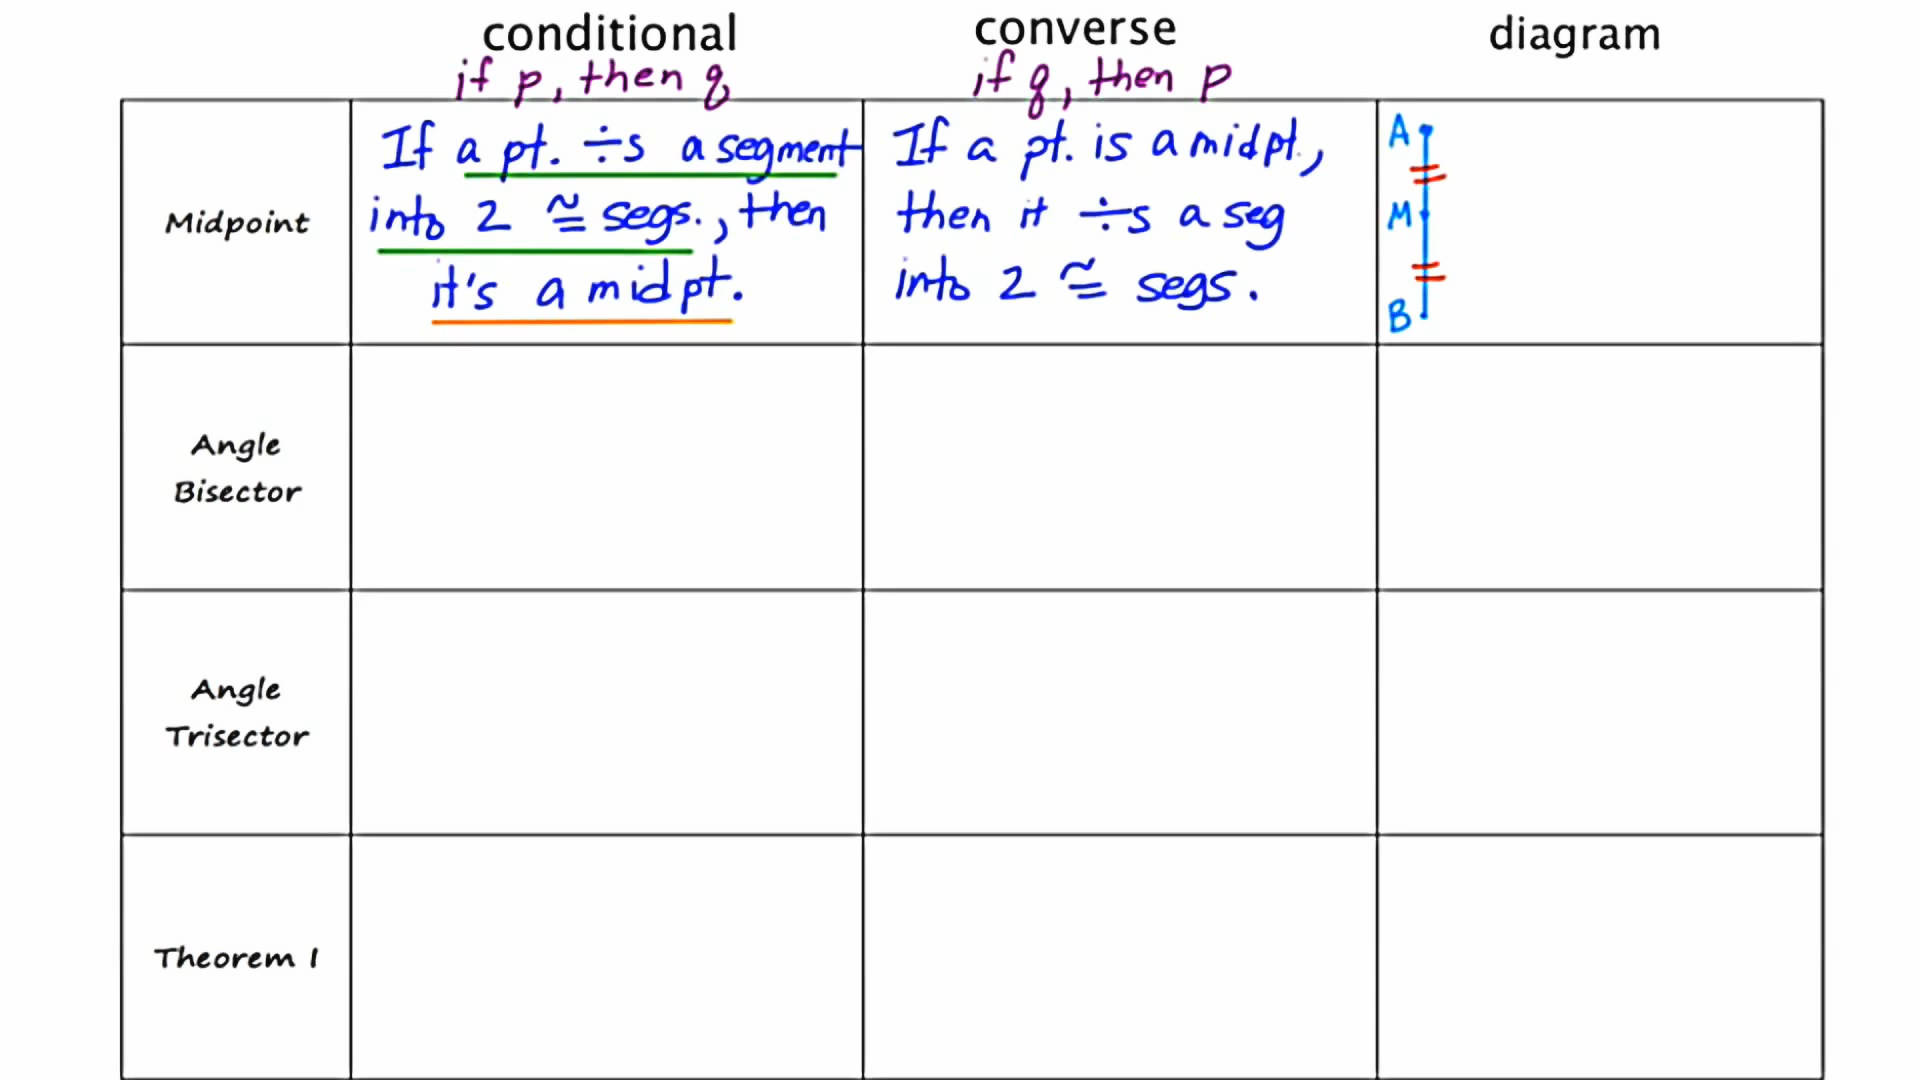 conditional
converse
diagram
if p, then q
if q, then p
Midpoint
If a pt. ÷s a segment
into 2 ≅ segs., then
it's a midpt.
If a pt. is a midpt.,
then it ÷s a seg
into 2 ≅ segs.
A
M
B
Angle
Bisector
Angle
Trisector
Theorem 1